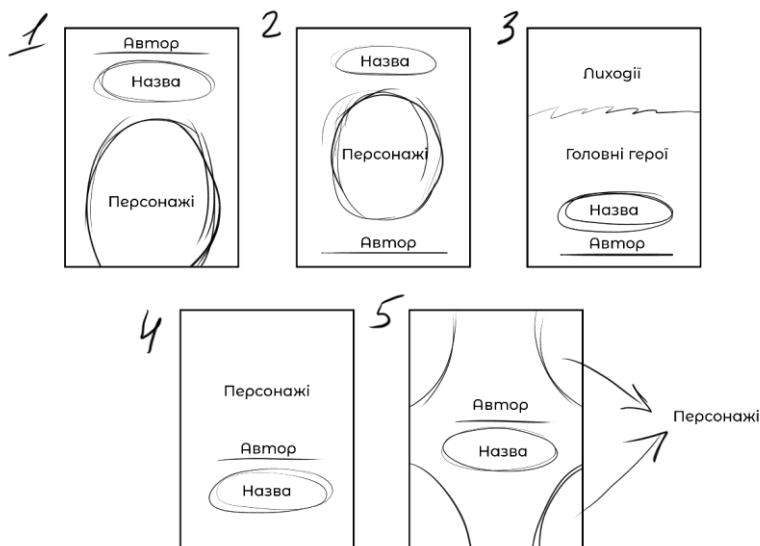 1
Автор
Назва
Персонажі
2
Назва
Персонажі
Автор
3
Лиходії
Головні герої
Назва
Автор
4
Персонажі
Автор
Назва
5
Автор
Назва
Персонажі